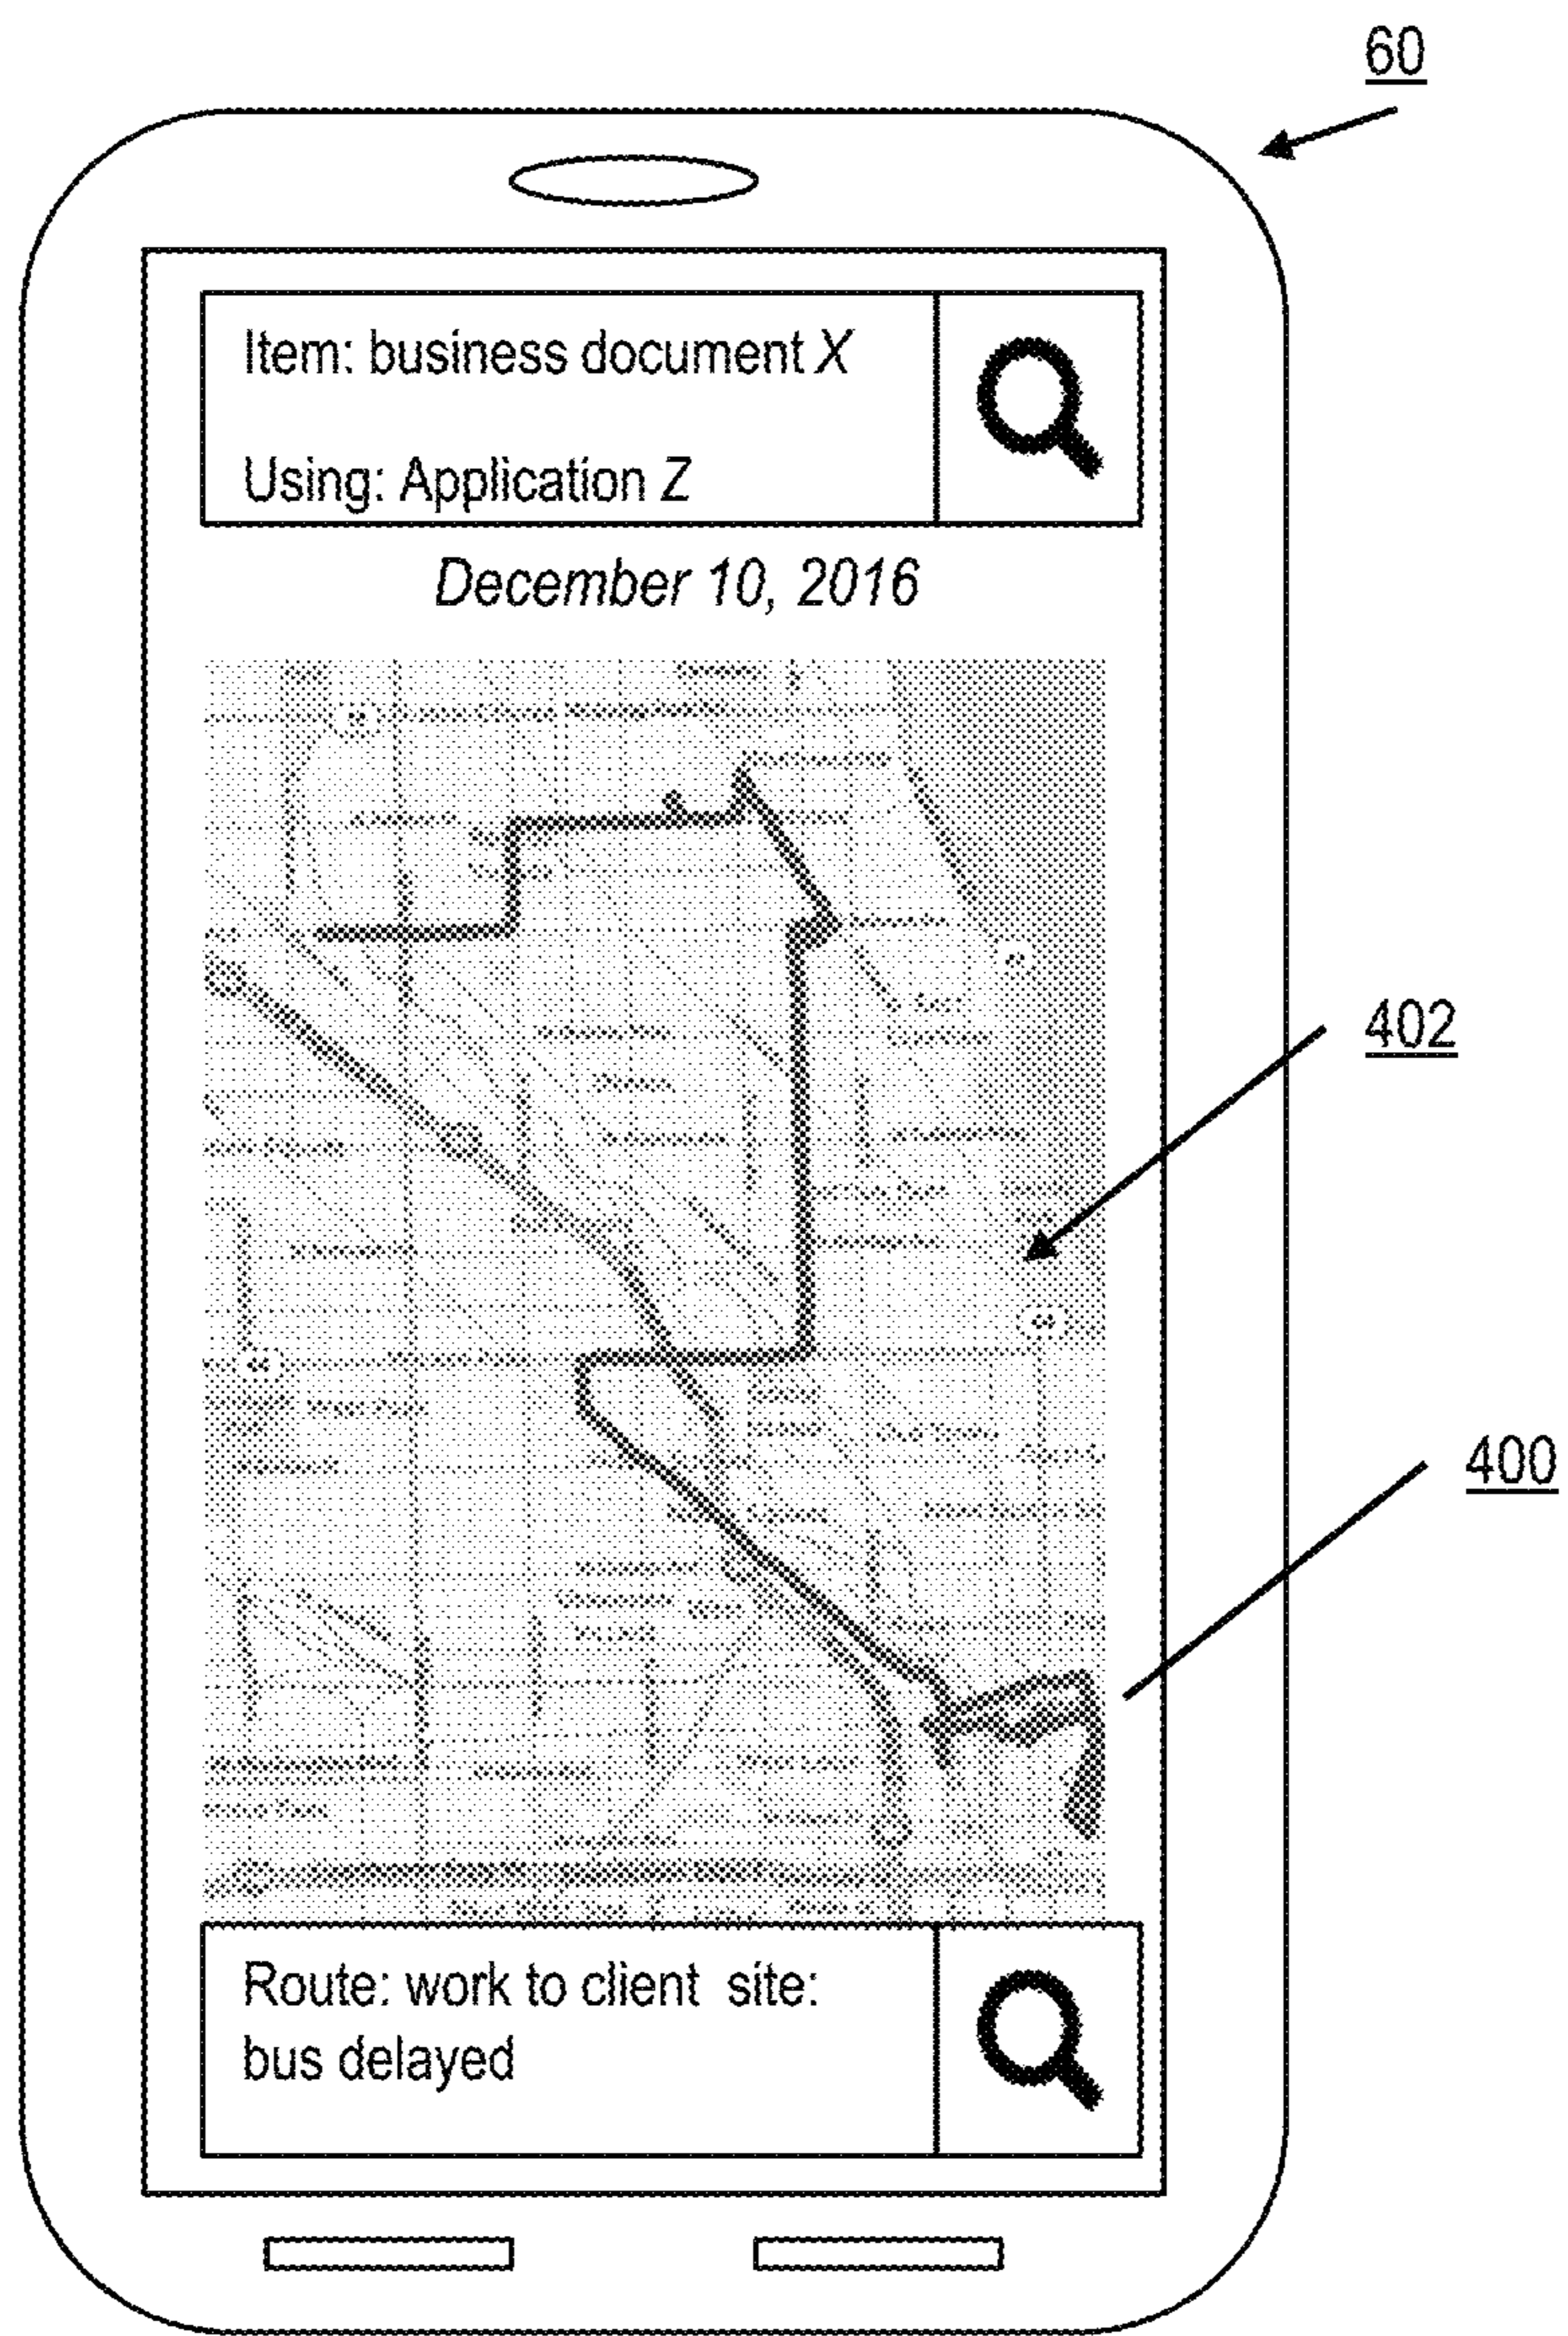 60
Item: business document X
Using: Application Z
December 10, 2016
402
400
Route: work to client site:
bus delayed